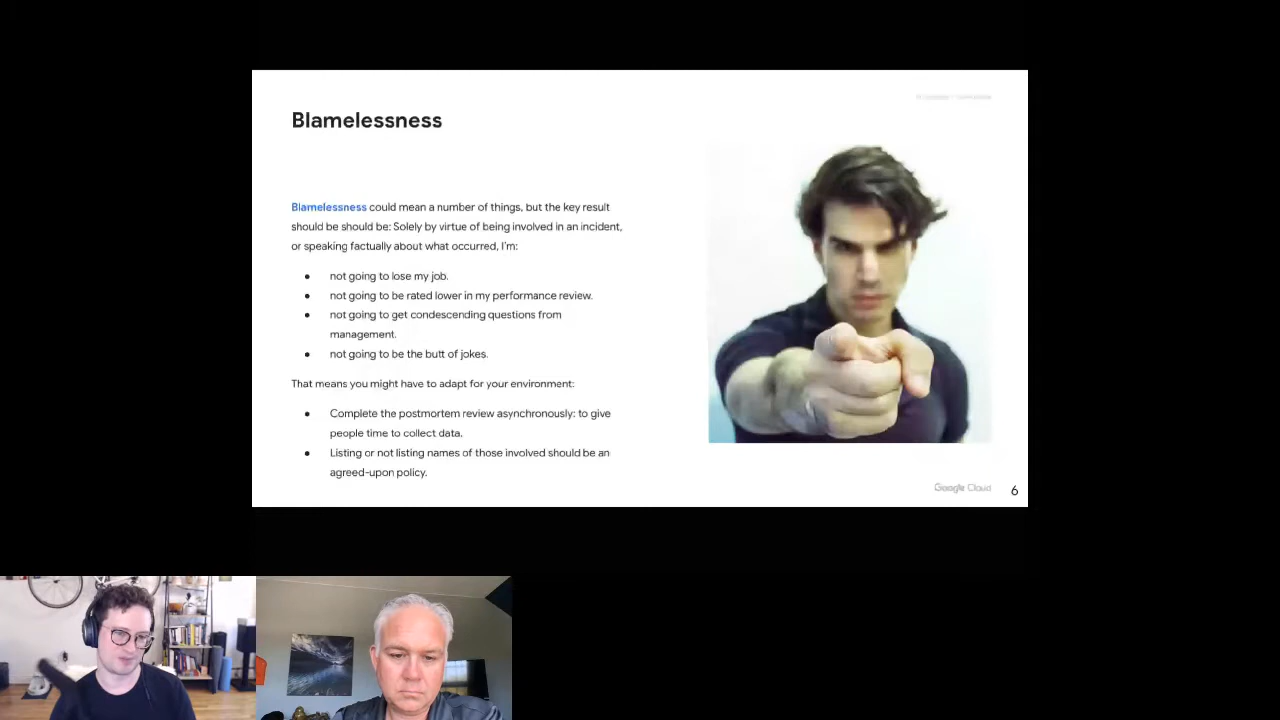 Blamelessness
Blamelessness could mean a number of things, but the key result
should be should be: Solely by virtue of being involved in an incident,
or speaking factually about what occurred, I'm:
● not going to lose my job.
● not going to be rated lower in my performance review.
● not going to get condescending questions from
management.
● not going to be the butt of jokes.
That means you might have to adapt for your environment:
● Complete the postmortem review asynchronously: to give
people time to collect data.
● Listing or not listing names of those involved should be an
agreed-upon policy.
Google Cloud
6